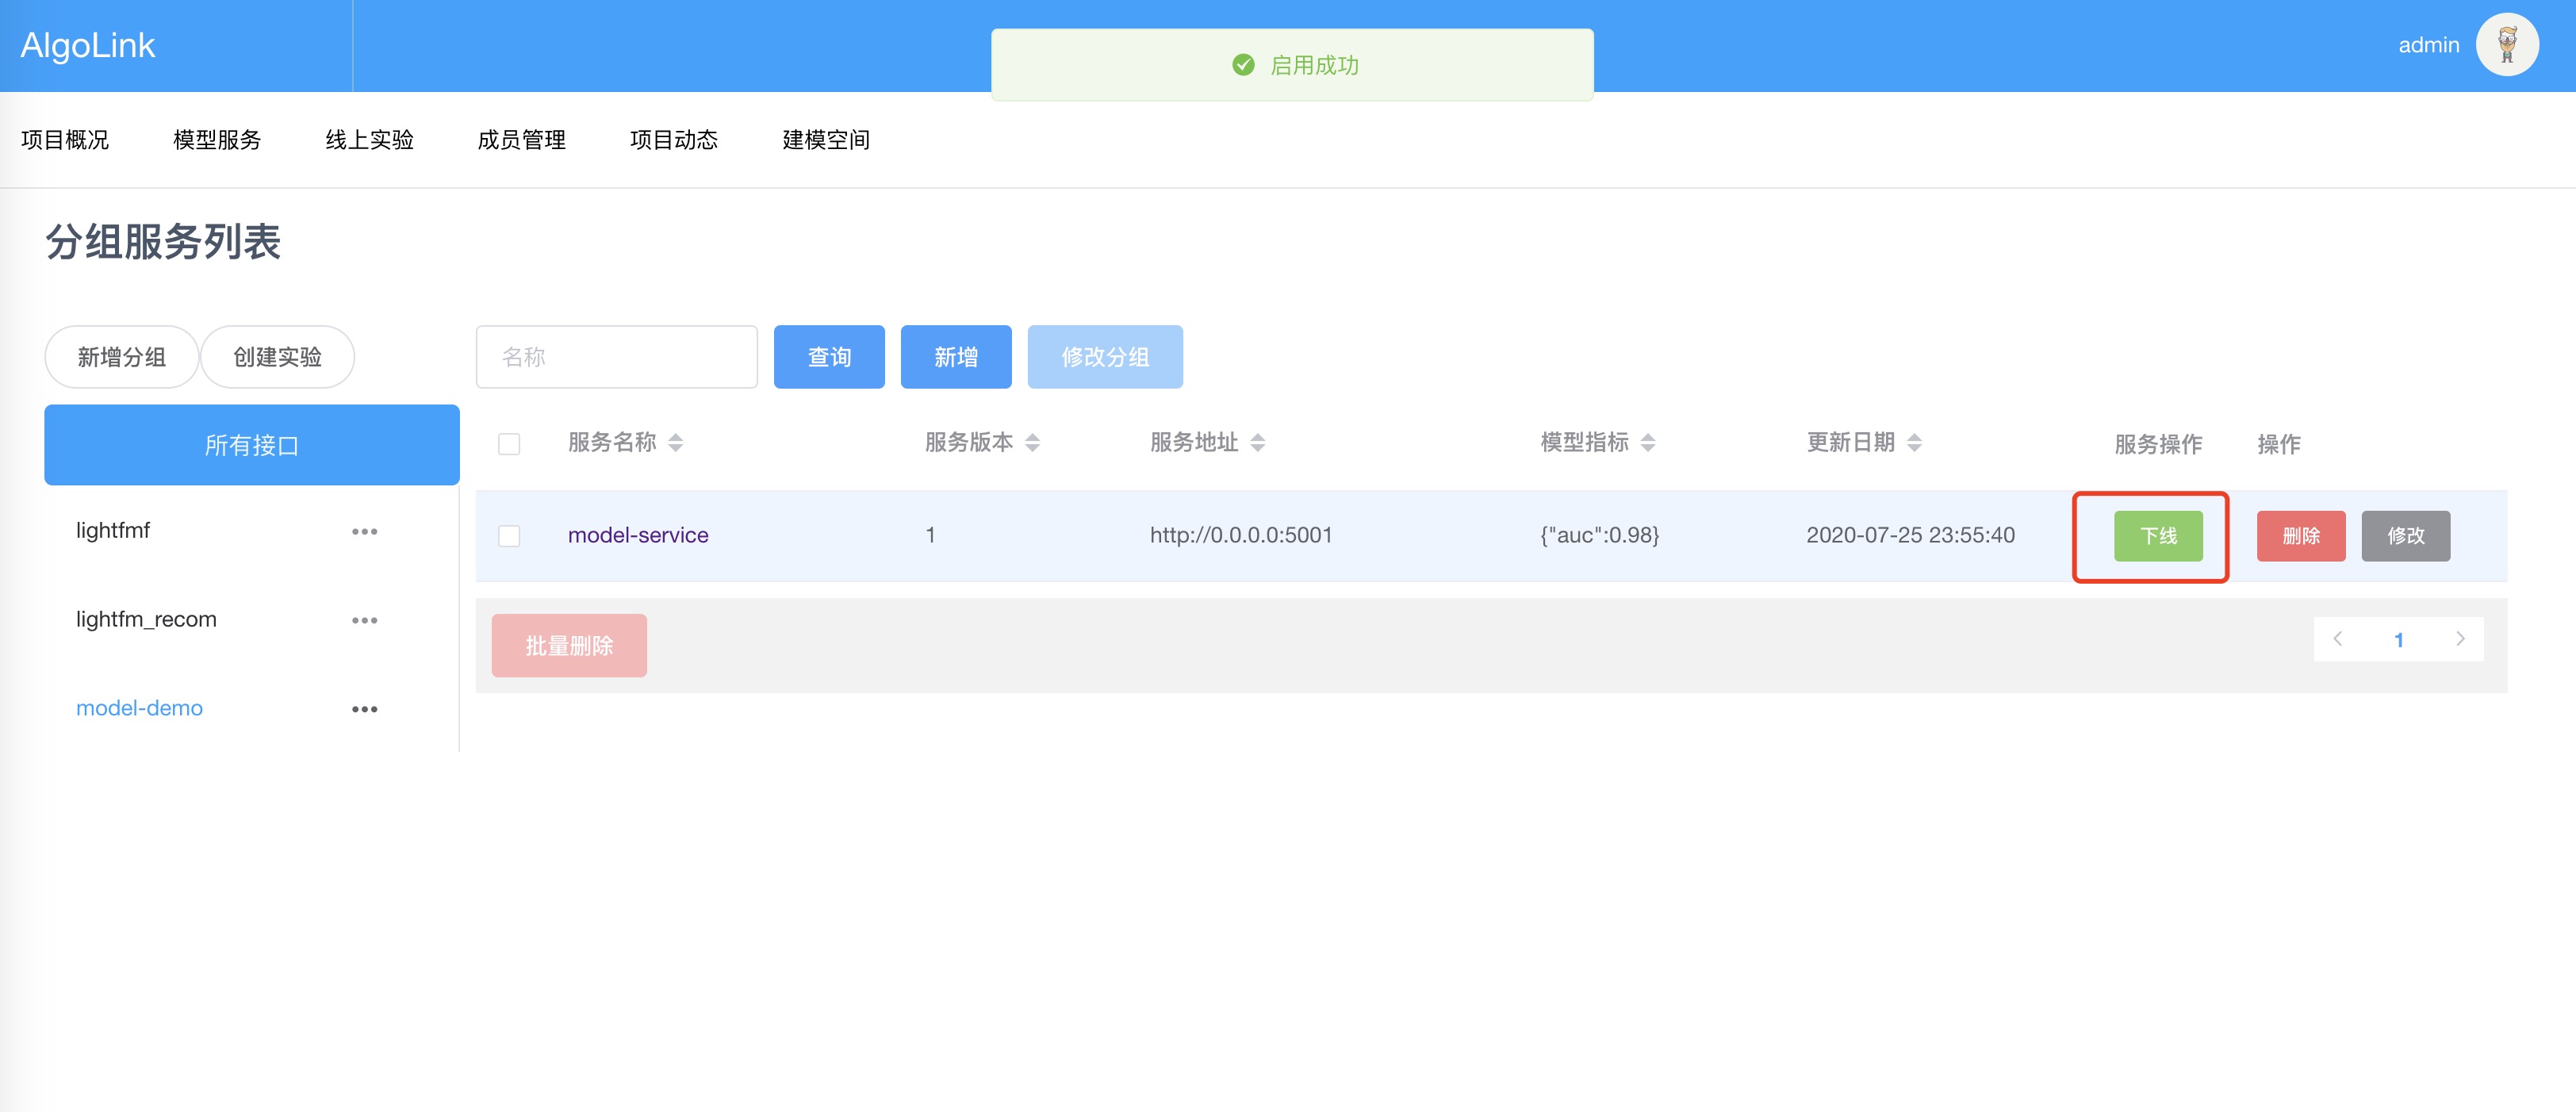 AlgoLink
启用成功
admin
项目概况 模型服务 线上实验 成员管理 项目动态 建模空间
分组服务列表
新增分组 创建实验 名称 查询 新增 修改分组
所有接口
服务名称 服务版本 服务地址 模型指标 更新日期 服务操作 操作
lightfmf
model-service 1 http://0.0.0.0:5001 {"auc":0.98} 2020-07-25 23:55:40 下线 删除 修改
lightfm_recom
批量删除 1
model-demo